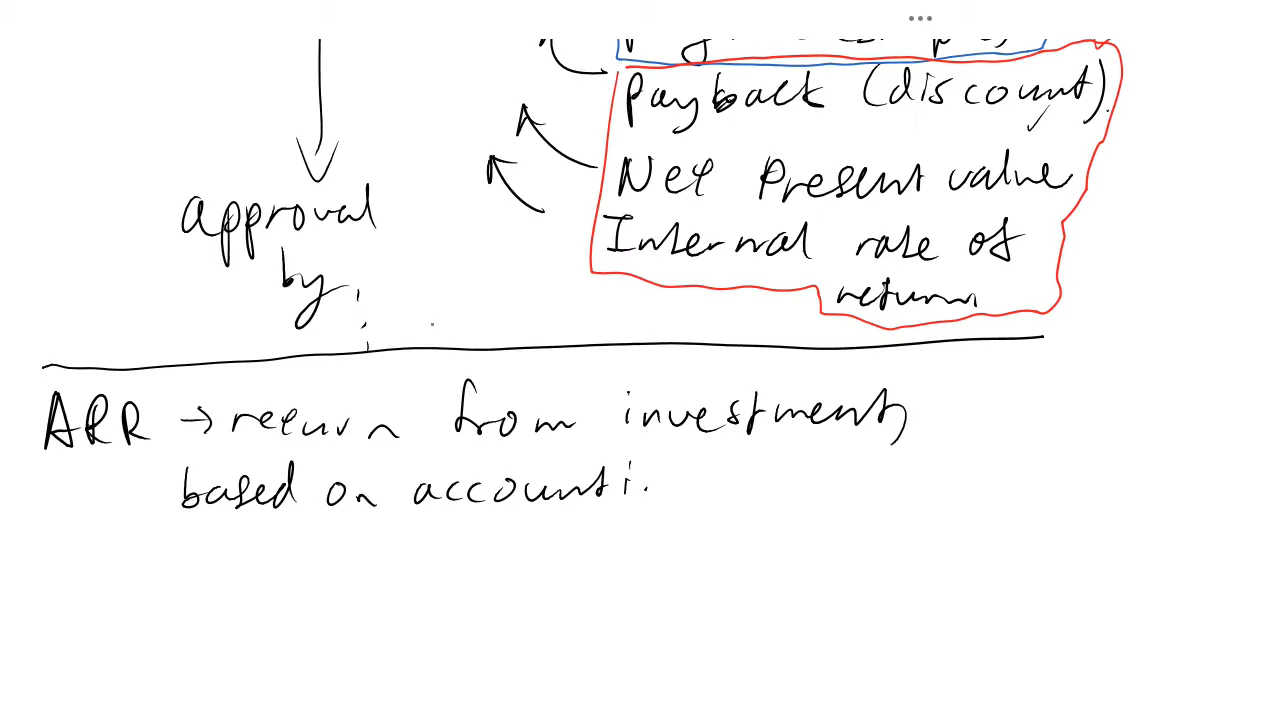 Payback (discount).
Net Present value
Internal rate of
return
approval
by
ARR → return from investment,
based on accounti.